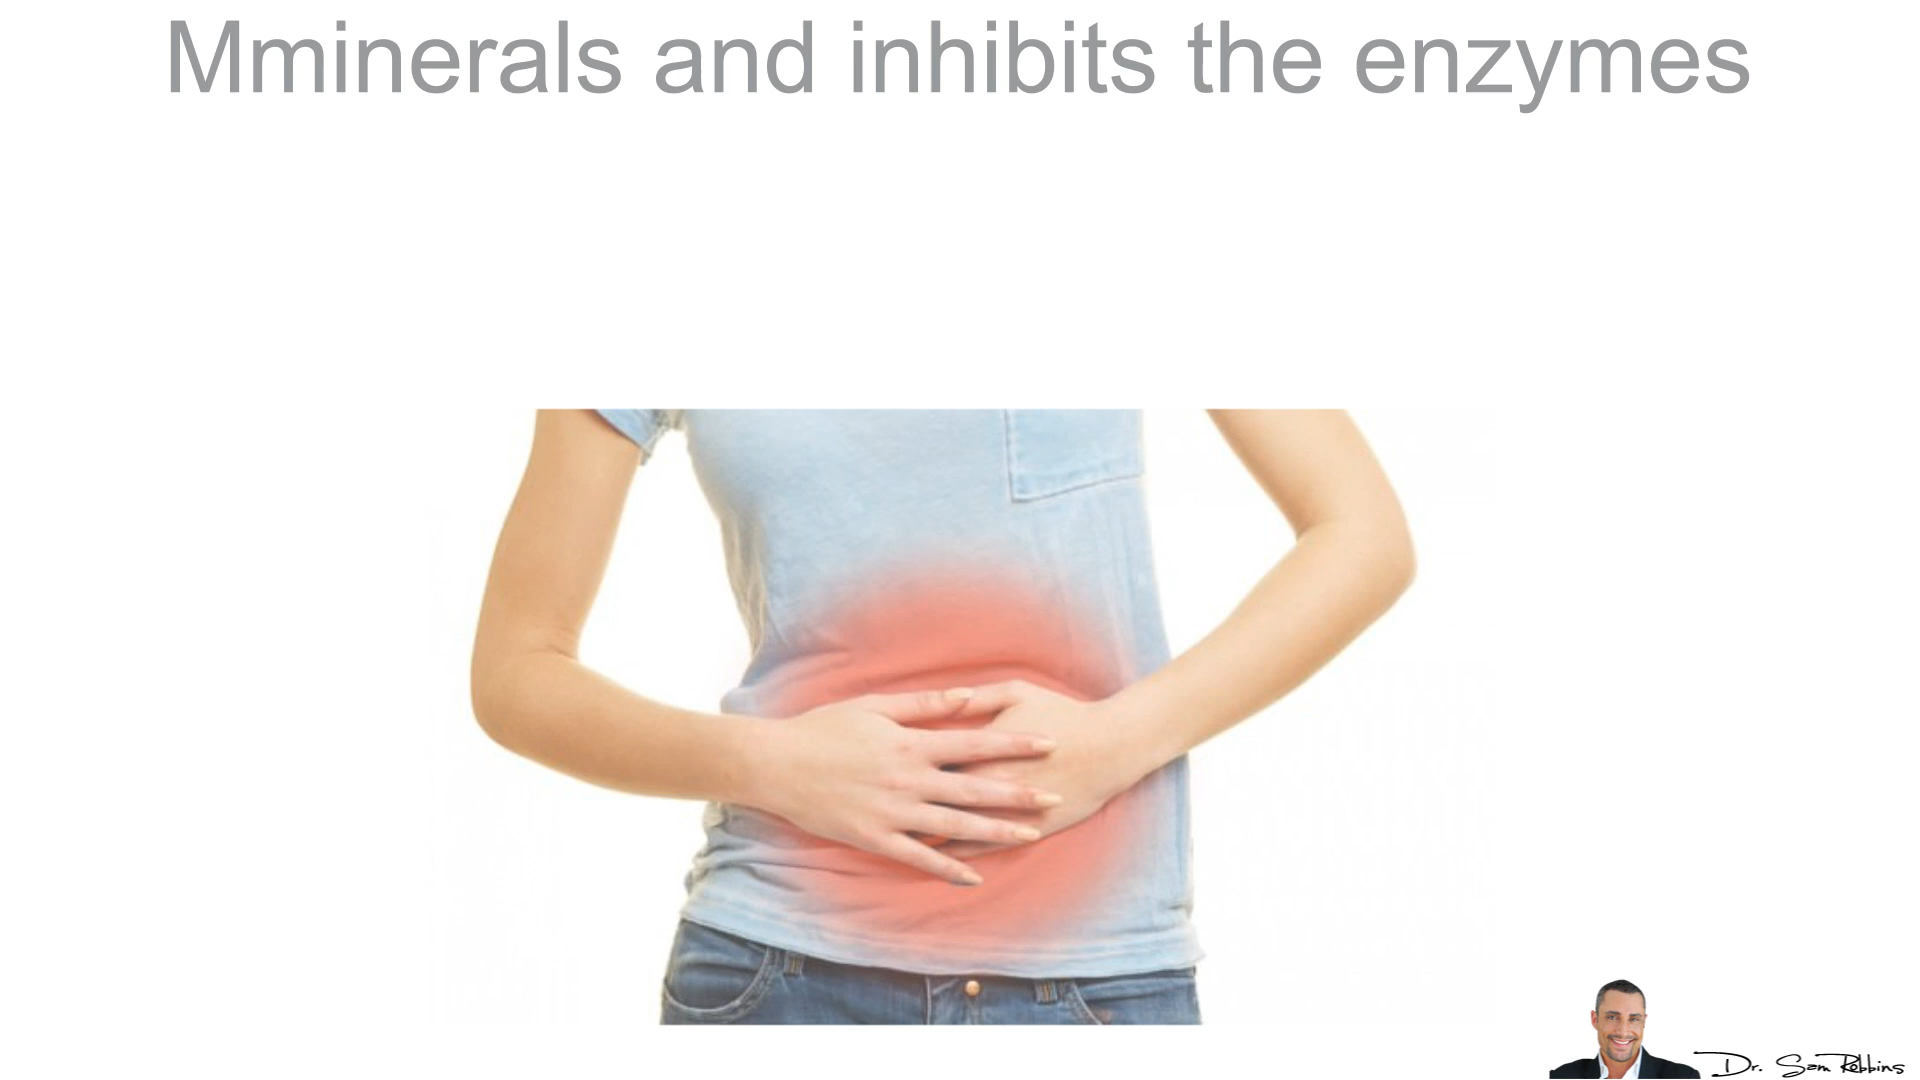 Mminerals and inhibits the enzymes
Dr. Sam Robbins